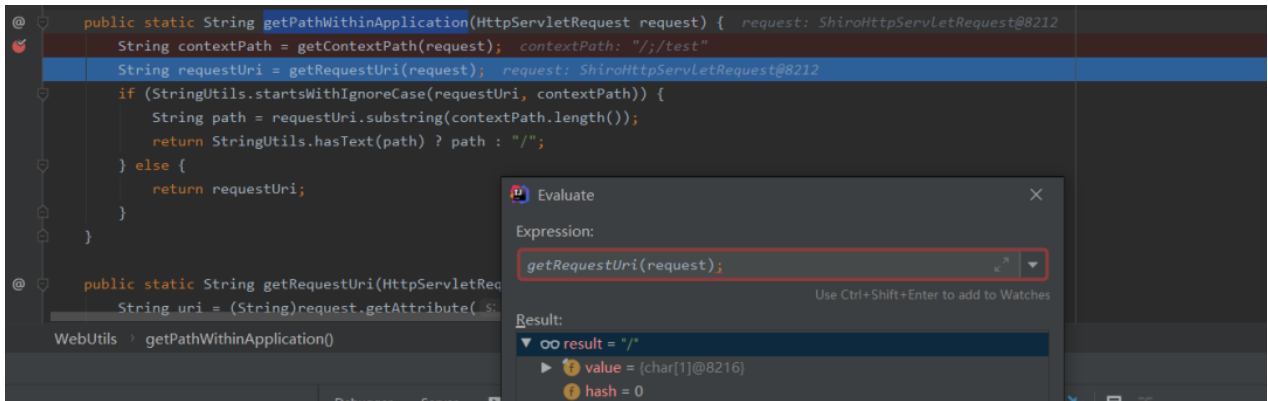 public static String getPathWithinApplication(HttpServletRequest request) { request: ShiroHttpServletRequest@8212
String contextPath = getContextPath(request); contextPath: "/;/test"
String requestUri = getRequestUri(request); request: ShiroHttpServletRequest@8212
if (StringUtils.startsWithIgnoreCase(requestUri, contextPath)) {
String path = requestUri.substring(contextPath.length());
return StringUtils.hasText(path) ? path : "/";
} else {
return requestUri;
}
}
@ public static String getRequestUri(HttpServletReq
String uri = (String)request.getAttribute( s:
WebUtils › getPathWithinApplication()
Evaluate
Expression:
getRequestUri(request);
Use Ctrl+Shift+Enter to add to Watches
Result:
result = "/"
value = {char[1]@8216}
hash = 0